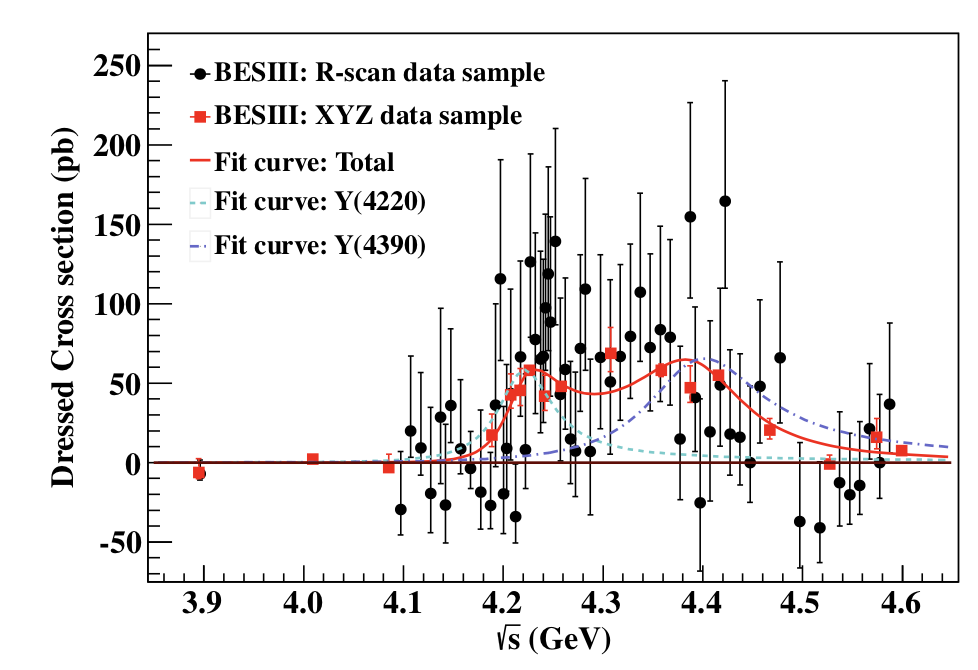 Dressed Cross section (pb)
250
200
150
100
50
0
-50
BESIII: R-scan data sample
BESIII: XYZ data sample
Fit curve: Total
Fit curve: Y(4220)
Fit curve: Y(4390)
3.9 4.0 4.1 4.2 4.3 4.4 4.5 4.6
√s (GeV)